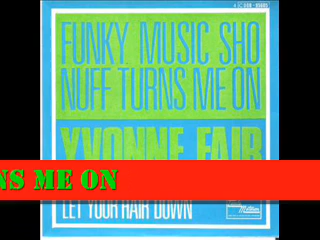 FUNKY MUSIC SHO
NUFF TURNS ME ON
YVONNE FAIR
NS ME ON
LET YOUR HAIR DOWN